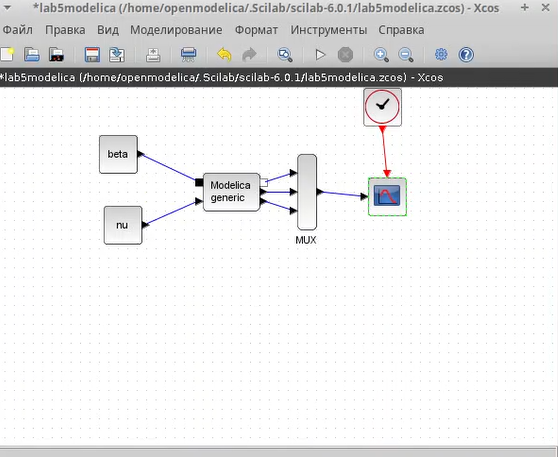 *lab5modelica (/home/openmodelica/.Scilab/scilab-6.0.1/lab5modelica.zcos) - Xcos
Файл Правка Вид Моделирование Формат Инструменты Справка
*lab5modelica (/home/openmodelica/.Scilab/scilab-6.0.1/lab5modelica.zcos) - Xcos
beta
Modelica
generic
nu
MUX